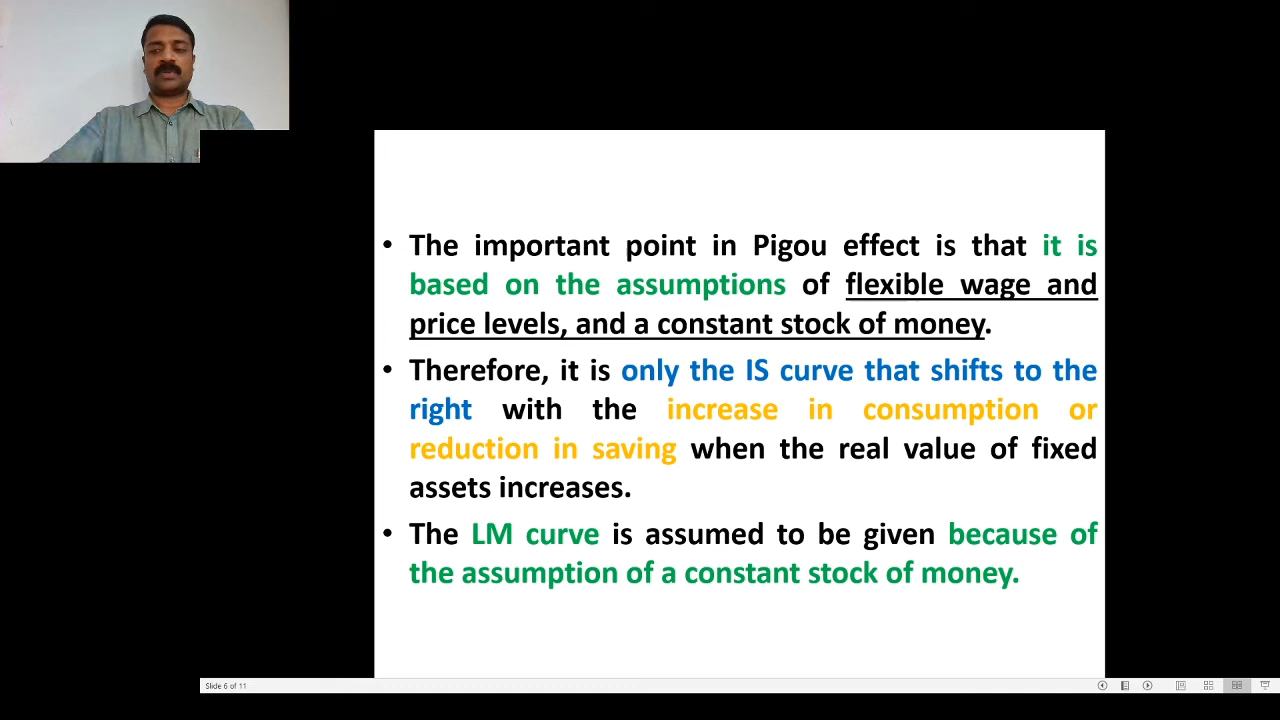 • The important point in Pigou effect is that it is
based on the assumptions of flexible wage and
price levels, and a constant stock of money.
• Therefore, it is only the IS curve that shifts to the
right with the increase in consumption or
reduction in saving when the real value of fixed
assets increases.
• The LM curve is assumed to be given because of
the assumption of a constant stock of money.
Slide 6 of 11